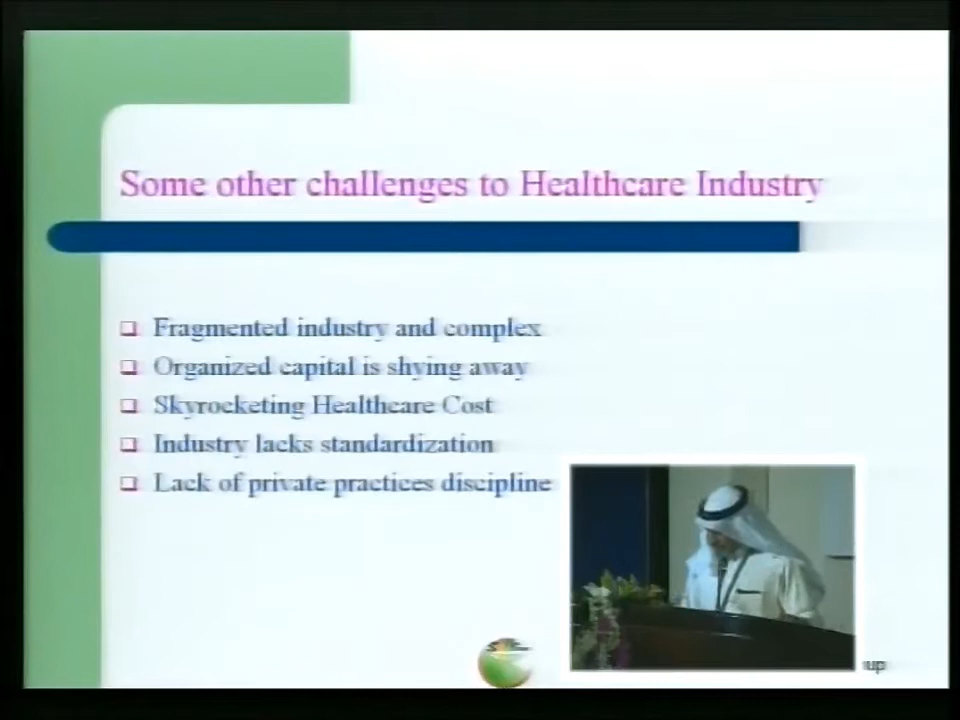 Some other challenges to Healthcare Industry
Fragmented industry and complex
Organized capital is shying away
Skyrocketing Healthcare Cost
Industry lacks standardization
Lack of private practices discipline
up